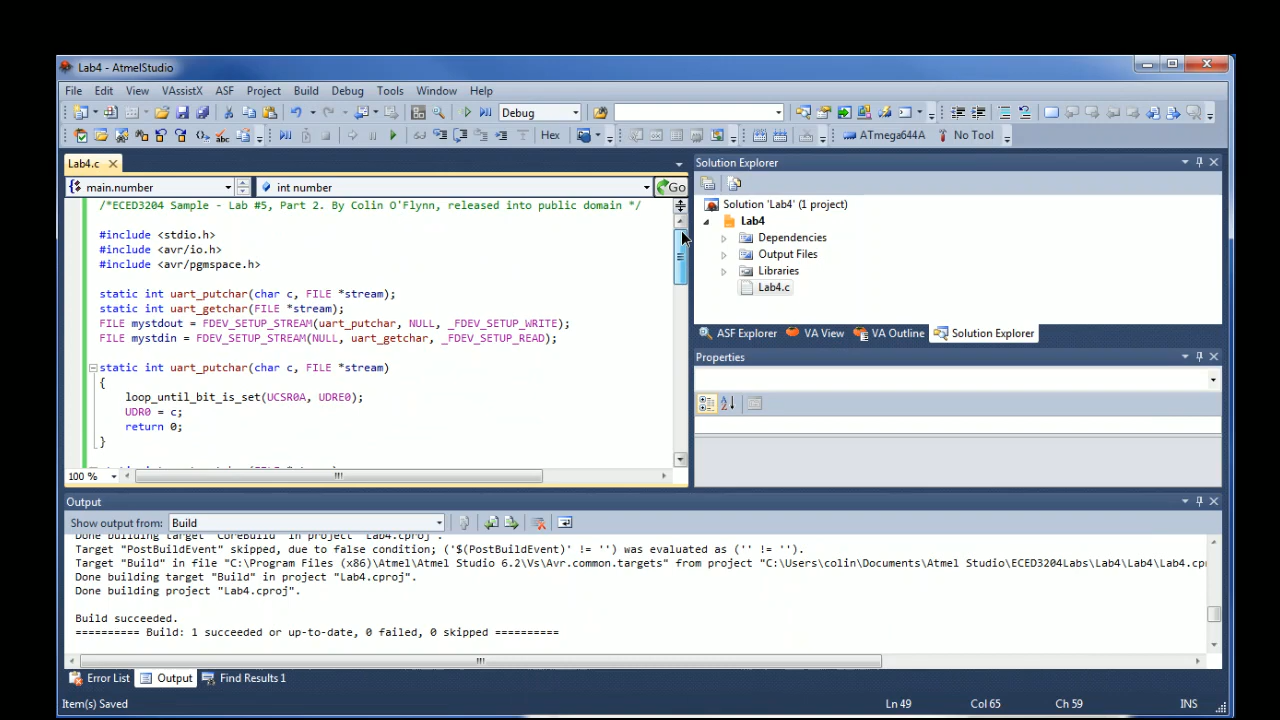 Lab4 - AtmelStudio
File Edit View VAssistX ASF Project Build Debug Tools Window Help
Debug
Hex ATmega644A No Tool
Lab4.c
main.number int number Go
/*ECED3204 Sample - Lab #5, Part 2. By Colin O'Flynn, released into public domain */
#include <stdio.h>
#include <avr/io.h>
#include <avr/pgmspace.h>
static int uart_putchar(char c, FILE *stream);
static int uart_getchar(FILE *stream);
FILE mystdout = FDEV_SETUP_STREAM(uart_putchar, NULL, _FDEV_SETUP_WRITE);
FILE mystdin = FDEV_SETUP_STREAM(NULL, uart_getchar, _FDEV_SETUP_READ);
static int uart_putchar(char c, FILE *stream)
{
loop_until_bit_is_set(UCSR0A, UDRE0);
UDR0 = c;
return 0;
}
100 %
Solution Explorer
Solution 'Lab4' (1 project)
Lab4
Dependencies
Output Files
Libraries
Lab4.c
ASF Explorer VA View VA Outline Solution Explorer
Properties
Output
Show output from: Build
Done building target "CoreBuild" in project "Lab4.cproj".
Target "PostBuildEvent" skipped, due to false condition; ('$(PostBuildEvent)' != '') was evaluated as ('' != '').
Target "Build" in file "C:\Program Files (x86)\Atmel\Atmel Studio 6.2\Vs\Avr.common.targets" from project "C:\Users\colin\Documents\Atmel Studio\ECED3204Labs\Lab4\Lab4\Lab4.cp
Done building target "Build" in project "Lab4.cproj".
Done building project "Lab4.cproj".
Build succeeded.
========== Build: 1 succeeded or up-to-date, 0 failed, 0 skipped ==========
Error List Output Find Results 1
Item(s) Saved Ln 49 Col 65 Ch 59 INS